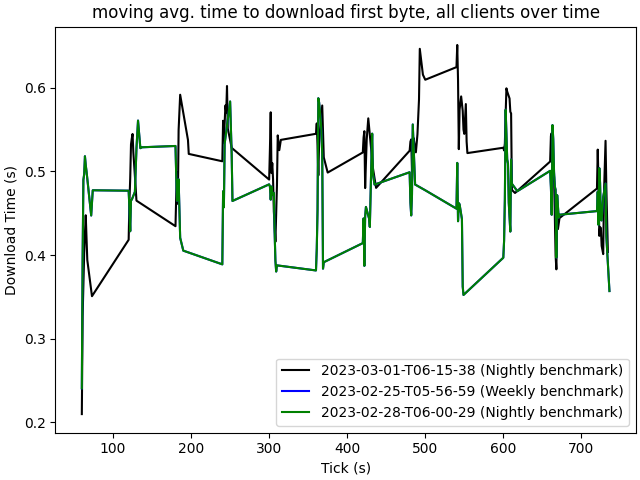 moving avg. time to download first byte, all clients over time
Download Time (s)
0.6
0.5
0.4
0.3
0.2
2023-03-01-T06-15-38 (Nightly benchmark)
2023-02-25-T05-56-59 (Weekly benchmark)
2023-02-28-T06-00-29 (Nightly benchmark)
100 200 300 400 500 600 700
Tick (s)